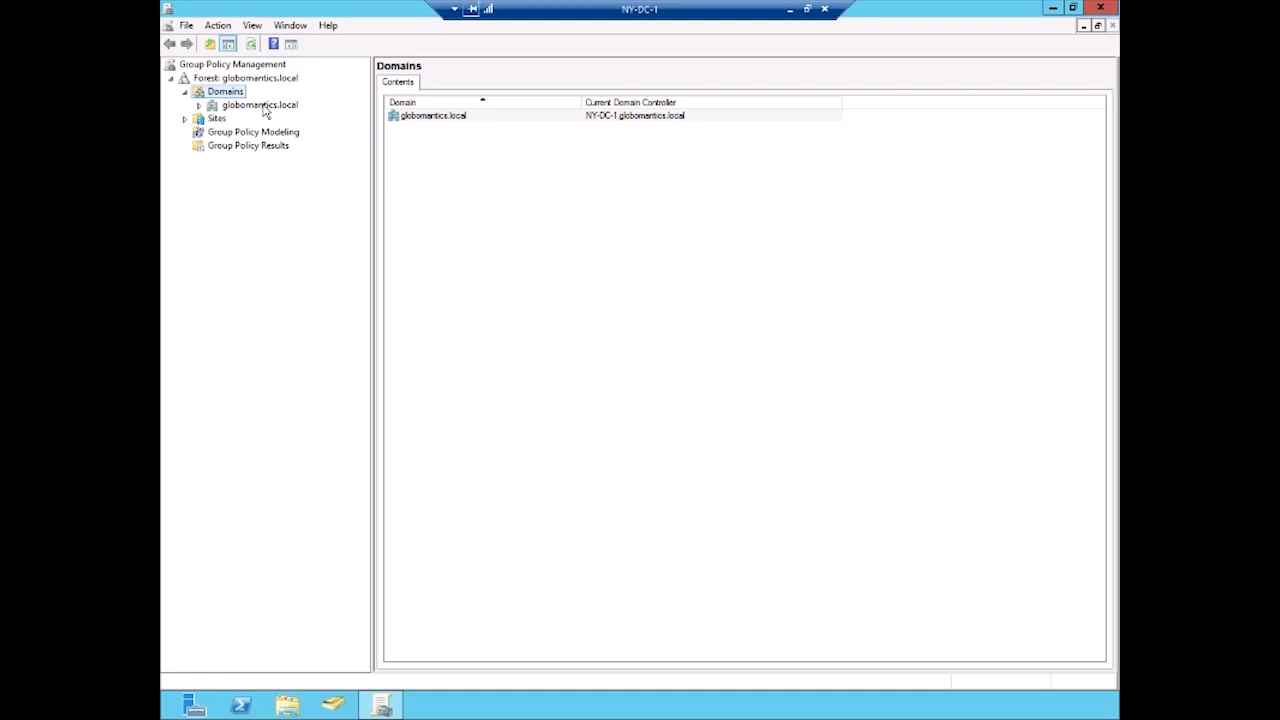 NY-DC-1
File Action View Window Help
Group Policy Management
Forest: globomantics.local
Domains
globomantics.local
Sites
Group Policy Modeling
Group Policy Results
Domains
Contents
Domain Current Domain Controller
globomantics.local NY-DC-1.globomantics.local